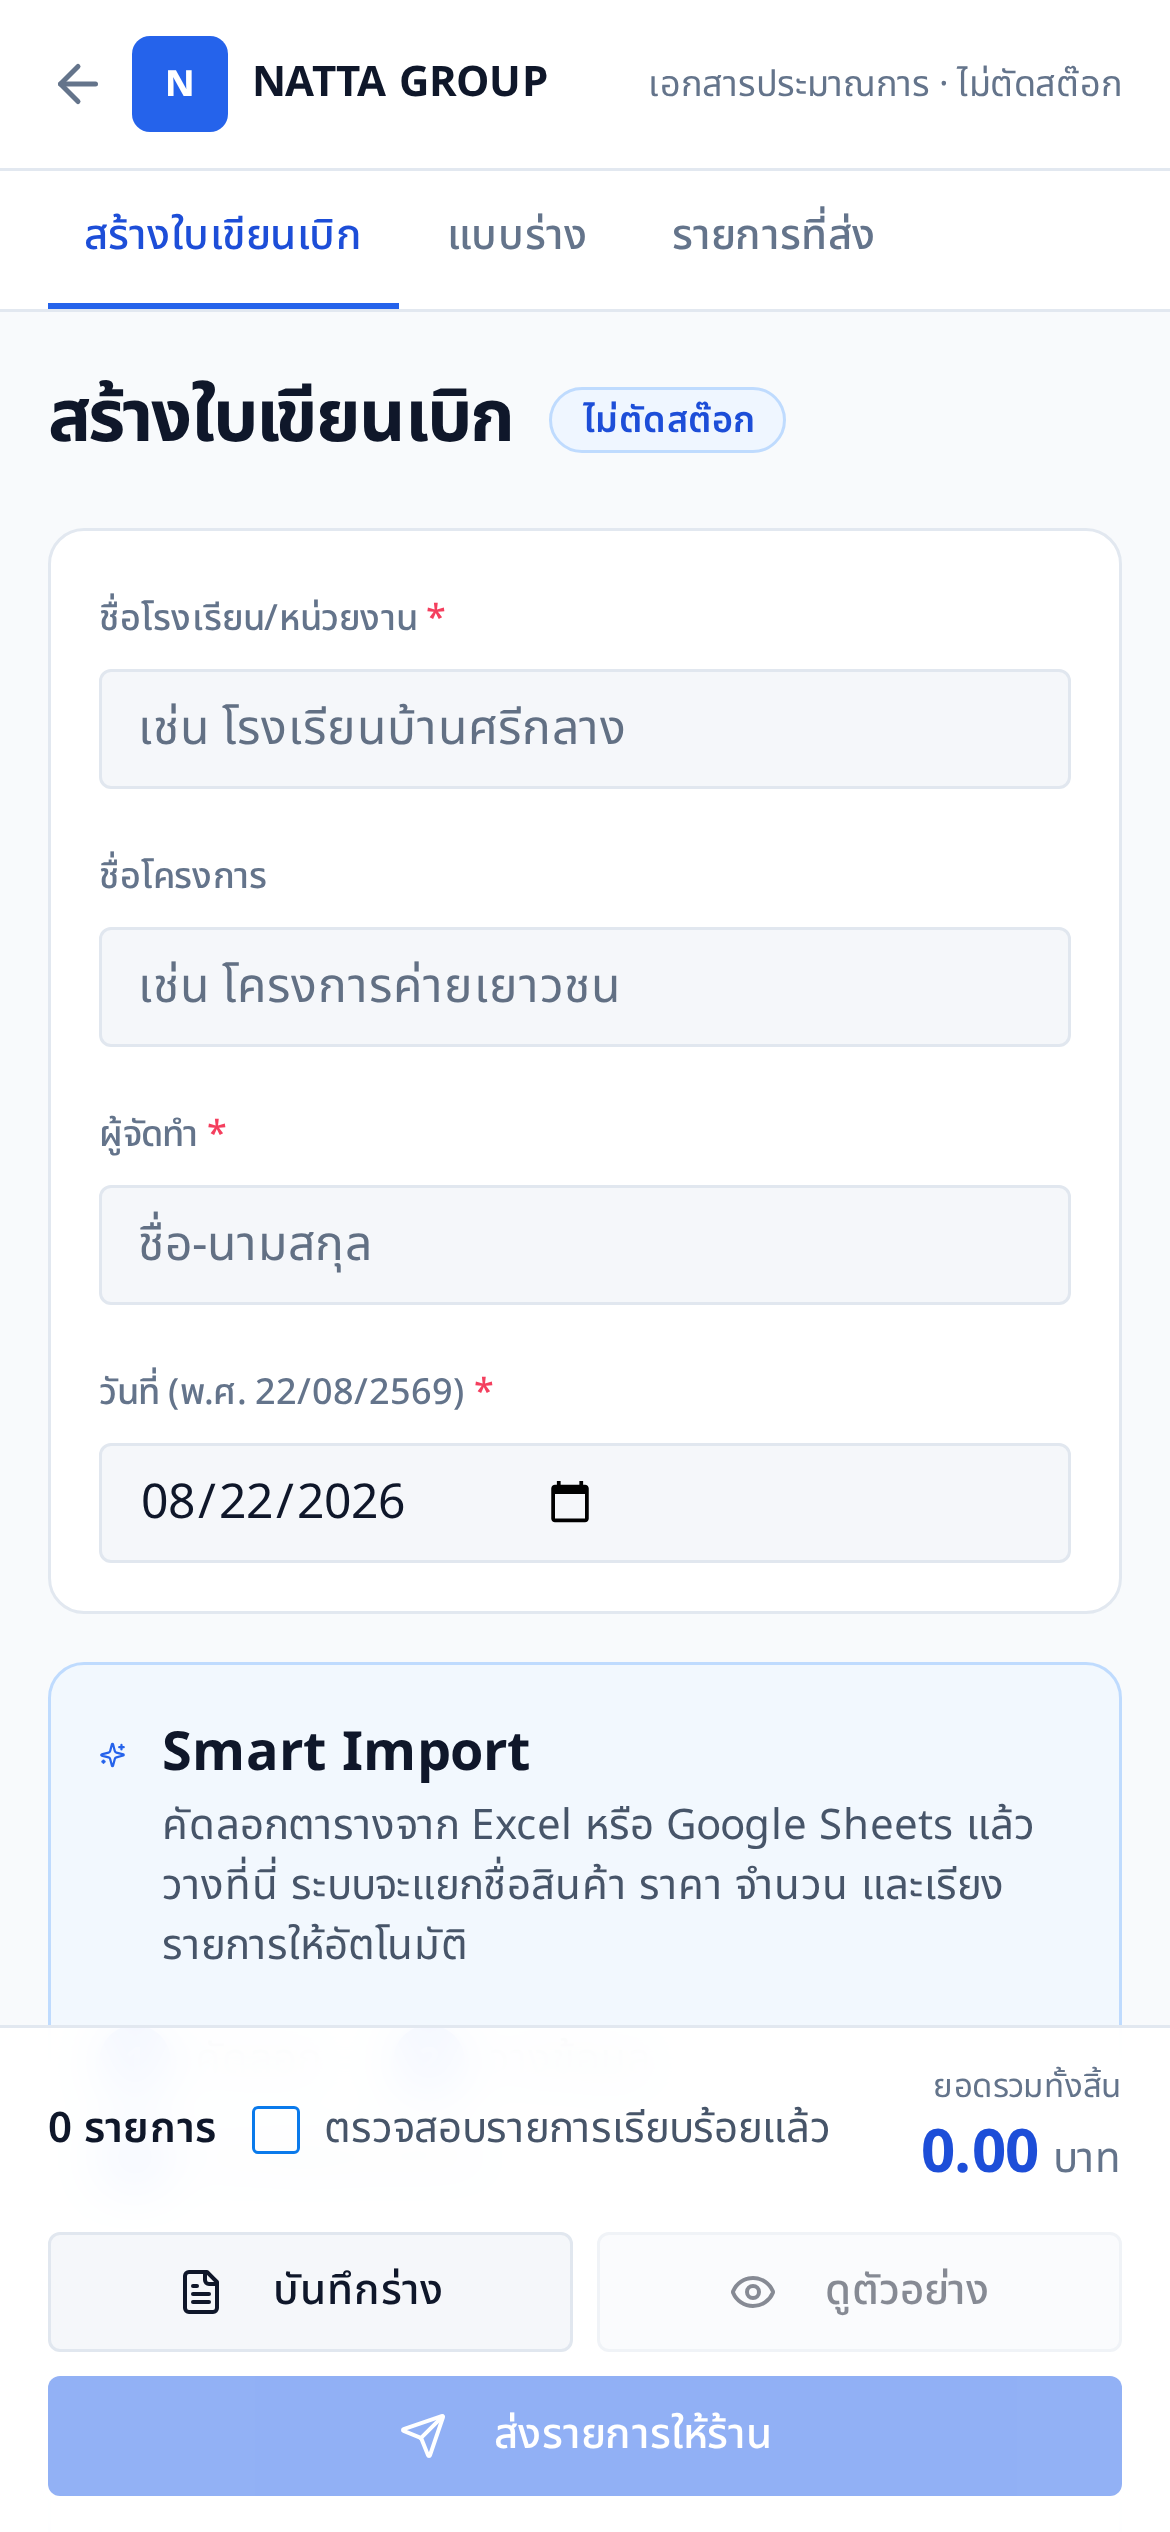 N NATTA GROUP เอกสารประมาณการ · ไม่ตัดสต๊อก
สร้างใบเขียนเบิก แบบร่าง รายการที่ส่ง
สร้างใบเขียนเบิก ไม่ตัดสต๊อก
ชื่อโรงเรียน/หน่วยงาน *
เช่น โรงเรียนบ้านศรีกลาง
ชื่อโครงการ
เช่น โครงการค่ายเยาวชน
ผู้จัดทำ *
ชื่อ-นามสกุล
วันที่ (พ.ศ. 22/08/2569) *
08/22/2026
Smart Import
คัดลอกตารางจาก Excel หรือ Google Sheets แล้ว
วางที่นี่ ระบบจะแยกชื่อสินค้า ราคา จำนวน และเรียง
รายการให้อัตโนมัติ
ยอดรวมทั้งสิ้น
0 รายการ ตรวจสอบรายการเรียบร้อยแล้ว 0.00 บาท
บันทึกร่าง ดูตัวอย่าง
ส่งรายการให้ร้าน